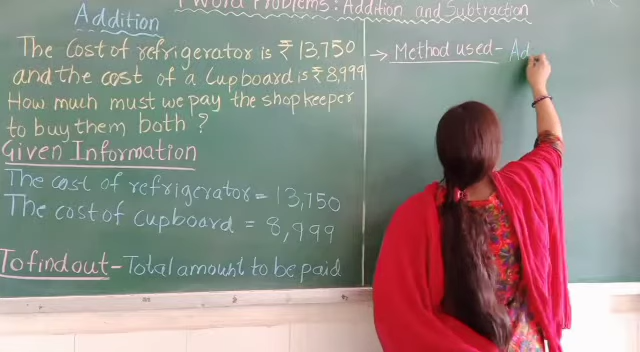 Word Problems: Addition and Subtraction
Addition
The Cost of refrigerator is ₹ 13,750
and the cost of a Cupboard is ₹ 8,999
How much must we pay the shopkeeper
to buy them both ?
Given Information
The cost of refrigerator = 13,750
The cost of cupboard = 8,999
To find out - Total amount to be paid
→ Method used - Ad